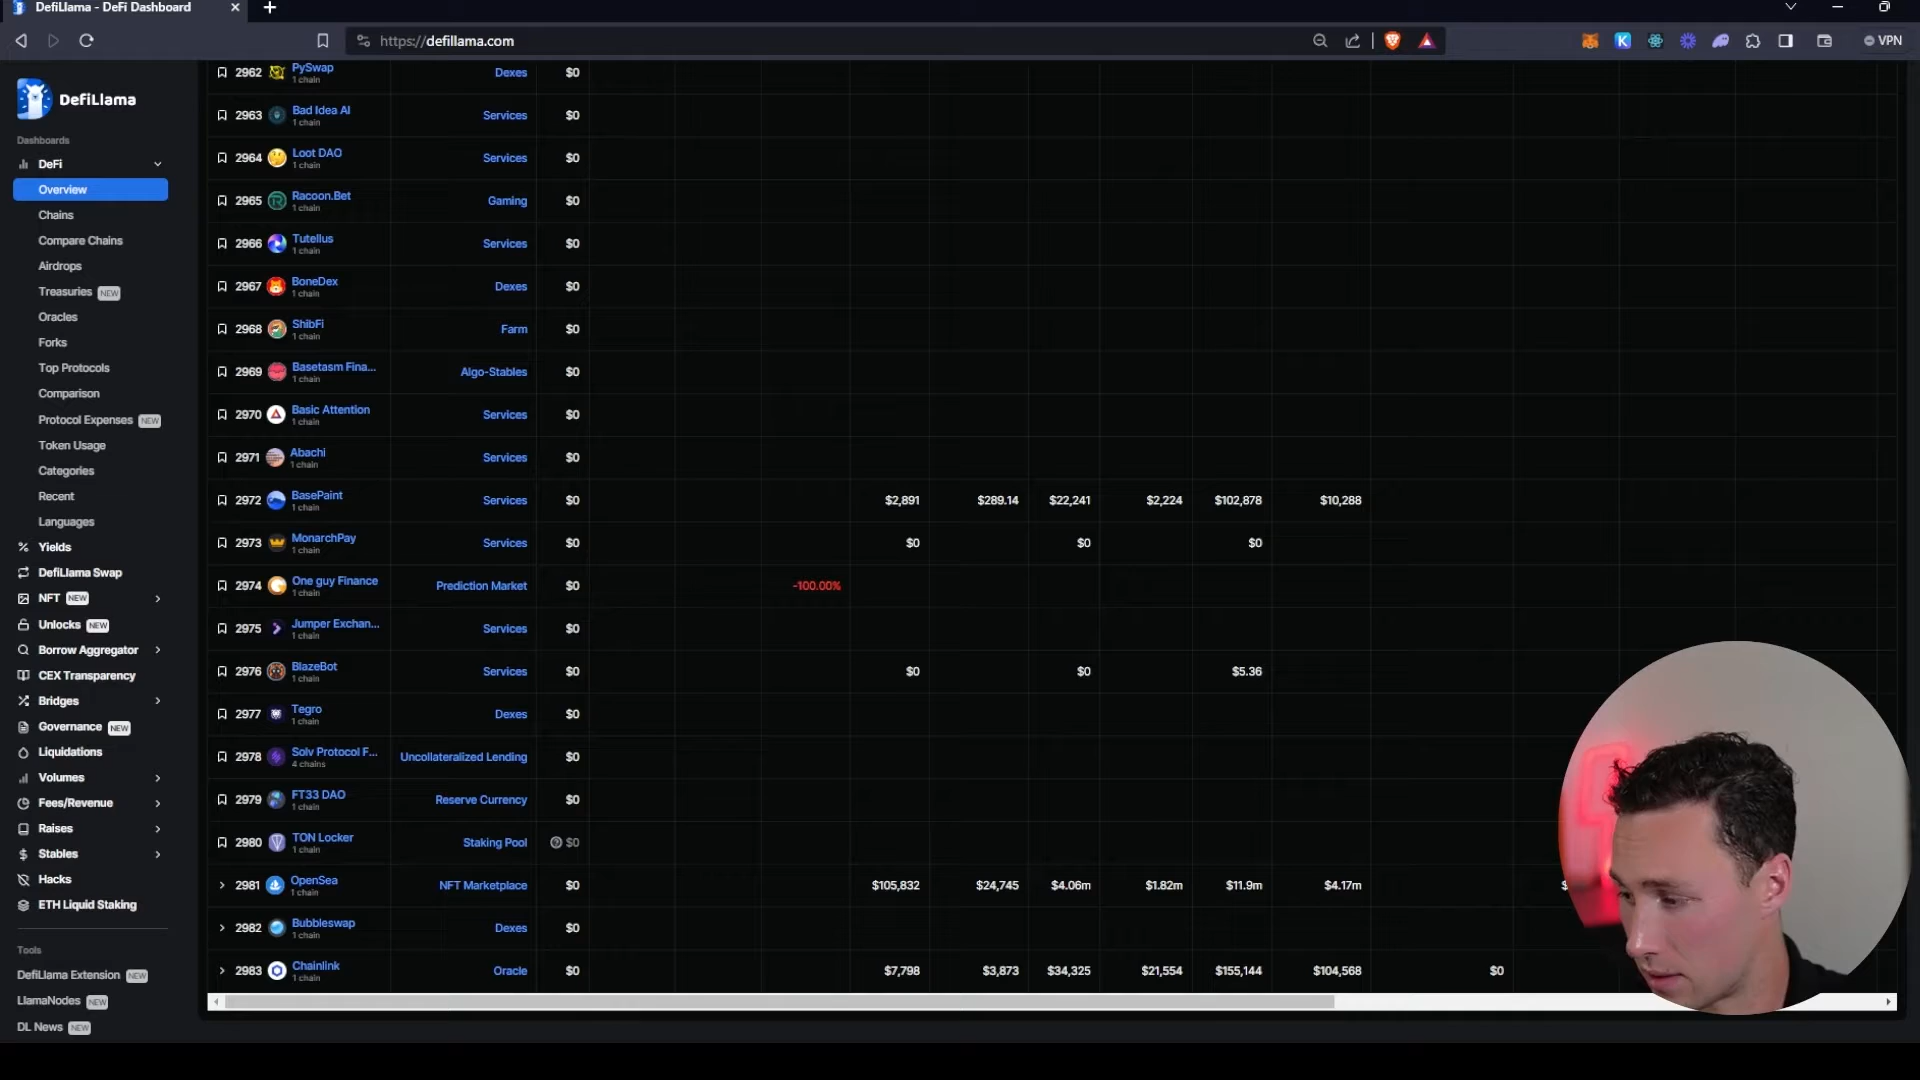 DefiLlama - DeFi Dashboard
https://defillama.com
VPN
DefiLlama
Dashboards
DeFi
Overview
Chains
Compare Chains
Airdrops
Treasuries NEW
Oracles
Forks
Top Protocols
Comparison
Protocol Expenses NEW
Token Usage
Categories
Recent
Languages
Yields
DefiLlama Swap
NFT NEW
Unlocks NEW
Borrow Aggregator
CEX Transparency
Bridges
Governance NEW
Liquidations
Volumes
Fees/Revenue
Raises
Stables
Hacks
ETH Liquid Staking
Tools
DefiLlama Extension NEW
LlamaNodes NEW
DL News NEW
2962 PySwap Dexes $0
1 chain
2963 Bad Idea AI Services $0
1 chain
2964 Loot DAO Services $0
1 chain
2965 Racoon.Bet Gaming $0
1 chain
2966 Tutellus Services $0
1 chain
2967 BoneDex Dexes $0
1 chain
2968 ShibFi Farm $0
1 chain
2969 Basetasm Fina... Algo-Stables $0
1 chain
2970 Basic Attention Services $0
1 chain
2971 Abachi Services $0
1 chain
2972 BasePaint Services $0 $2,891 $289.14 $22,241 $2,224 $102,878 $10,288
1 chain
2973 MonarchPay Services $0 $0 $0 $0
1 chain
2974 One guy Finance Prediction Market $0 -100.00%
1 chain
2975 Jumper Exchan... Services $0
1 chain
2976 BlazeBot Services $0 $0 $0 $5.36
1 chain
2977 Tegro Dexes $0
1 chain
2978 Solv Protocol F... Uncollateralized Lending $0
4 chains
2979 FT33 DAO Reserve Currency $0
1 chain
2980 TON Locker Staking Pool $0
1 chain
2981 OpenSea NFT Marketplace $0 $105,832 $24,745 $4.06m $1.82m $11.9m $4.17m
1 chain
2982 Bubbleswap Dexes $0
1 chain
2983 Chainlink Oracle $0 $7,798 $3,873 $34,325 $21,554 $155,144 $104,568 $0
1 chain